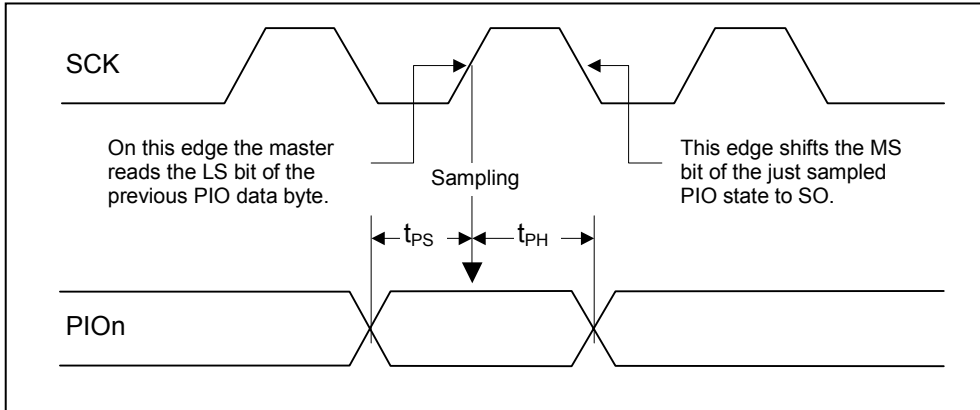 SCK
On this edge the master
reads the LS bit of the
previous PIO data byte.
This edge shifts the MS
bit of the just sampled
PIO state to SO.
Sampling
tPS
tPH
PIOn